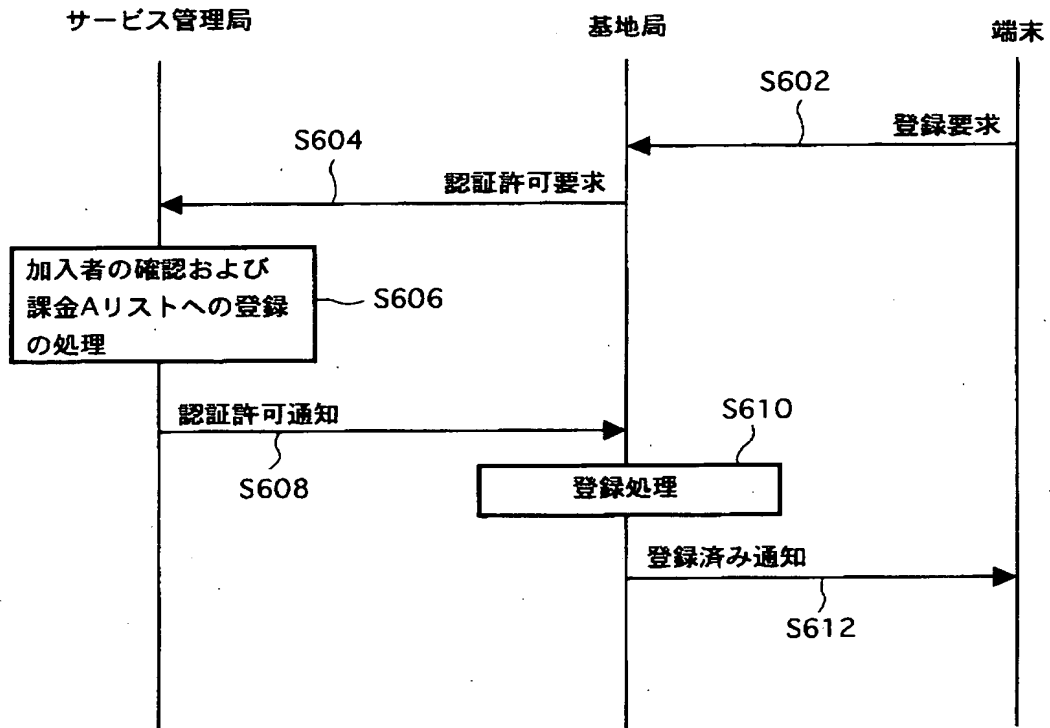 サービス管理局
基地局
端末
S602
登録要求
S604
認証許可要求
加入者の確認および
課金Aリストへの登録
の処理
S606
認証許可通知
S608
S610
登録処理
登録済み通知
S612